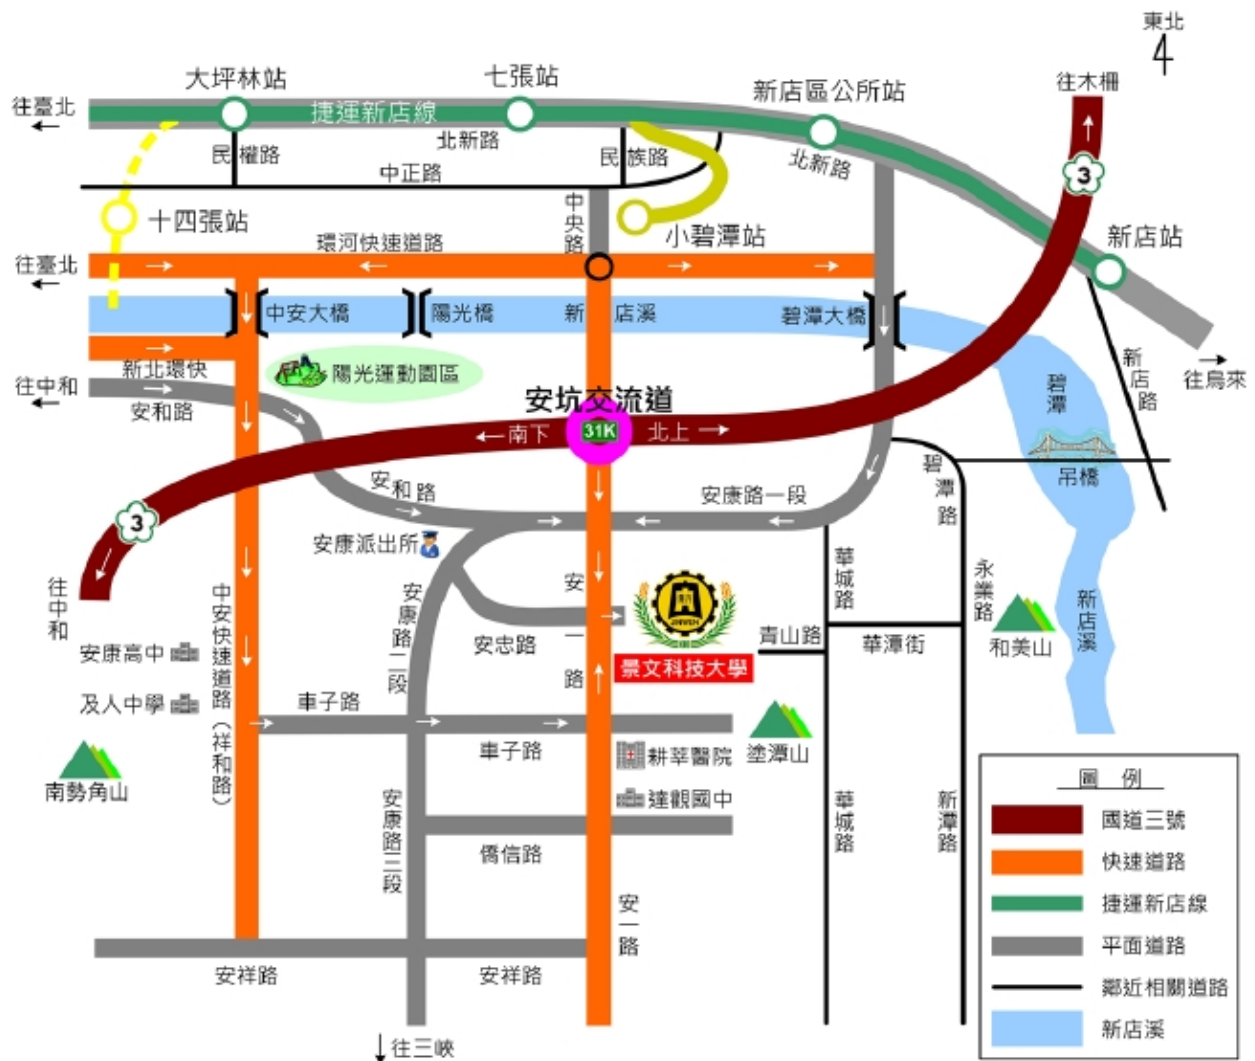 東北
4
往木柵
大坪林站
七張站
新店區公所站
往臺北
捷運新店線
北新路
北新路
民權路
民族路
中正路
3
十四張站
中央路
小碧潭站
新店站
環河快速道路
往臺北
中安大橋
陽光橋
新店溪
碧潭大橋
新店路
往烏來
新北環快
陽光運動園區
往中和
安和路
安坑交流道
碧潭
31K
南下
北上
吊橋
碧潭路
安和路
安康路一段
3
安康派出所
往中和
中安快速道路(祥和路)
安康路二段
安一路
華城路
永業路
新店溪
安忠路
JINWEN
景文科技大學
青山路
華潭街
和美山
安康高中
及人中學
車子路
車子路
塗潭山
南勢角山
耕莘醫院
達觀國中
安康路三段
僑信路
華城路
新潭路
安一路
安祥路
安祥路
往三峽
圖例
國道三號
快速道路
捷運新店線
平面道路
鄰近相關道路
新店溪